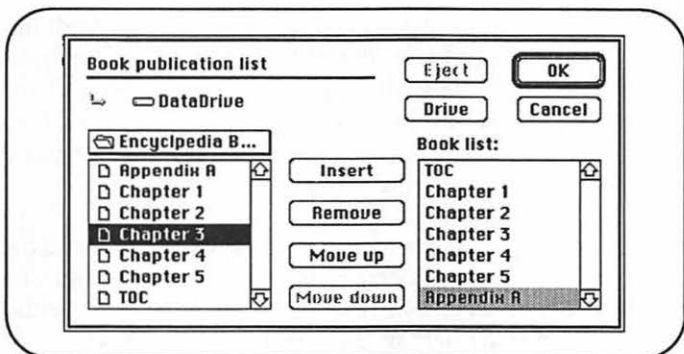 Book publication list
Eject
OK
DataDrive
Drive
Cancel
Encyclpedia B...
Book list:
Appendix A
Chapter 1
Chapter 2
Chapter 3
Chapter 4
Chapter 5
TOC
Insert
Remove
Move up
Move down
TOC
Chapter 1
Chapter 2
Chapter 3
Chapter 4
Chapter 5
Appendix A